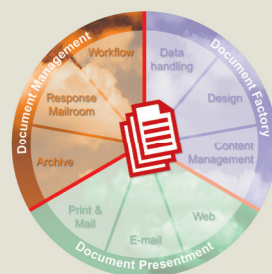 Document Management
Workflow
Response
Mailroom
Archive
Document Factory
Data
handling
Design
Content
Management
Document Presentment
Print &
Mail
E-mail
Web